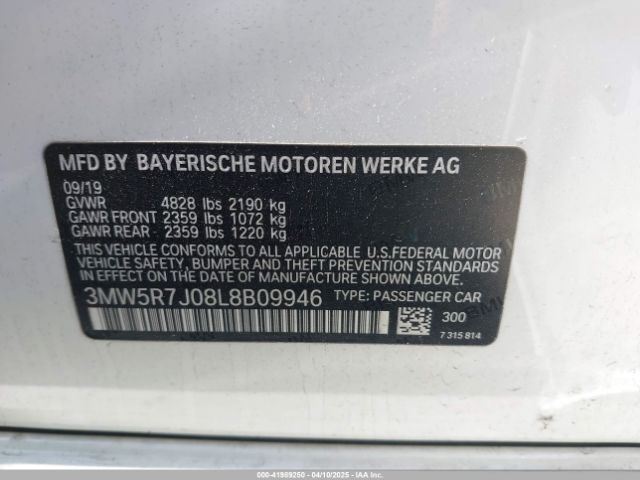 MFD BY BAYERISCHE MOTOREN WERKE AG
09/19
GVWR 4828 lbs 2190 kg
GAWR FRONT 2359 lbs 1072 kg
GAWR REAR 2359 lbs 1220 kg
THIS VEHICLE CONFORMS TO ALL APPLICABLE U.S.FEDERAL MOTOR
VEHICLE SAFETY, BUMPER AND THEFT PREVENTION STANDARDS
IN EFFECT ON THE DATE OF MANUFACTURE SHOWN ABOVE.
3MW5R7J08L8B09946 TYPE: PASSENGER CAR
300
7 315 814
000-41989260 04/10/2025 IAAI.com